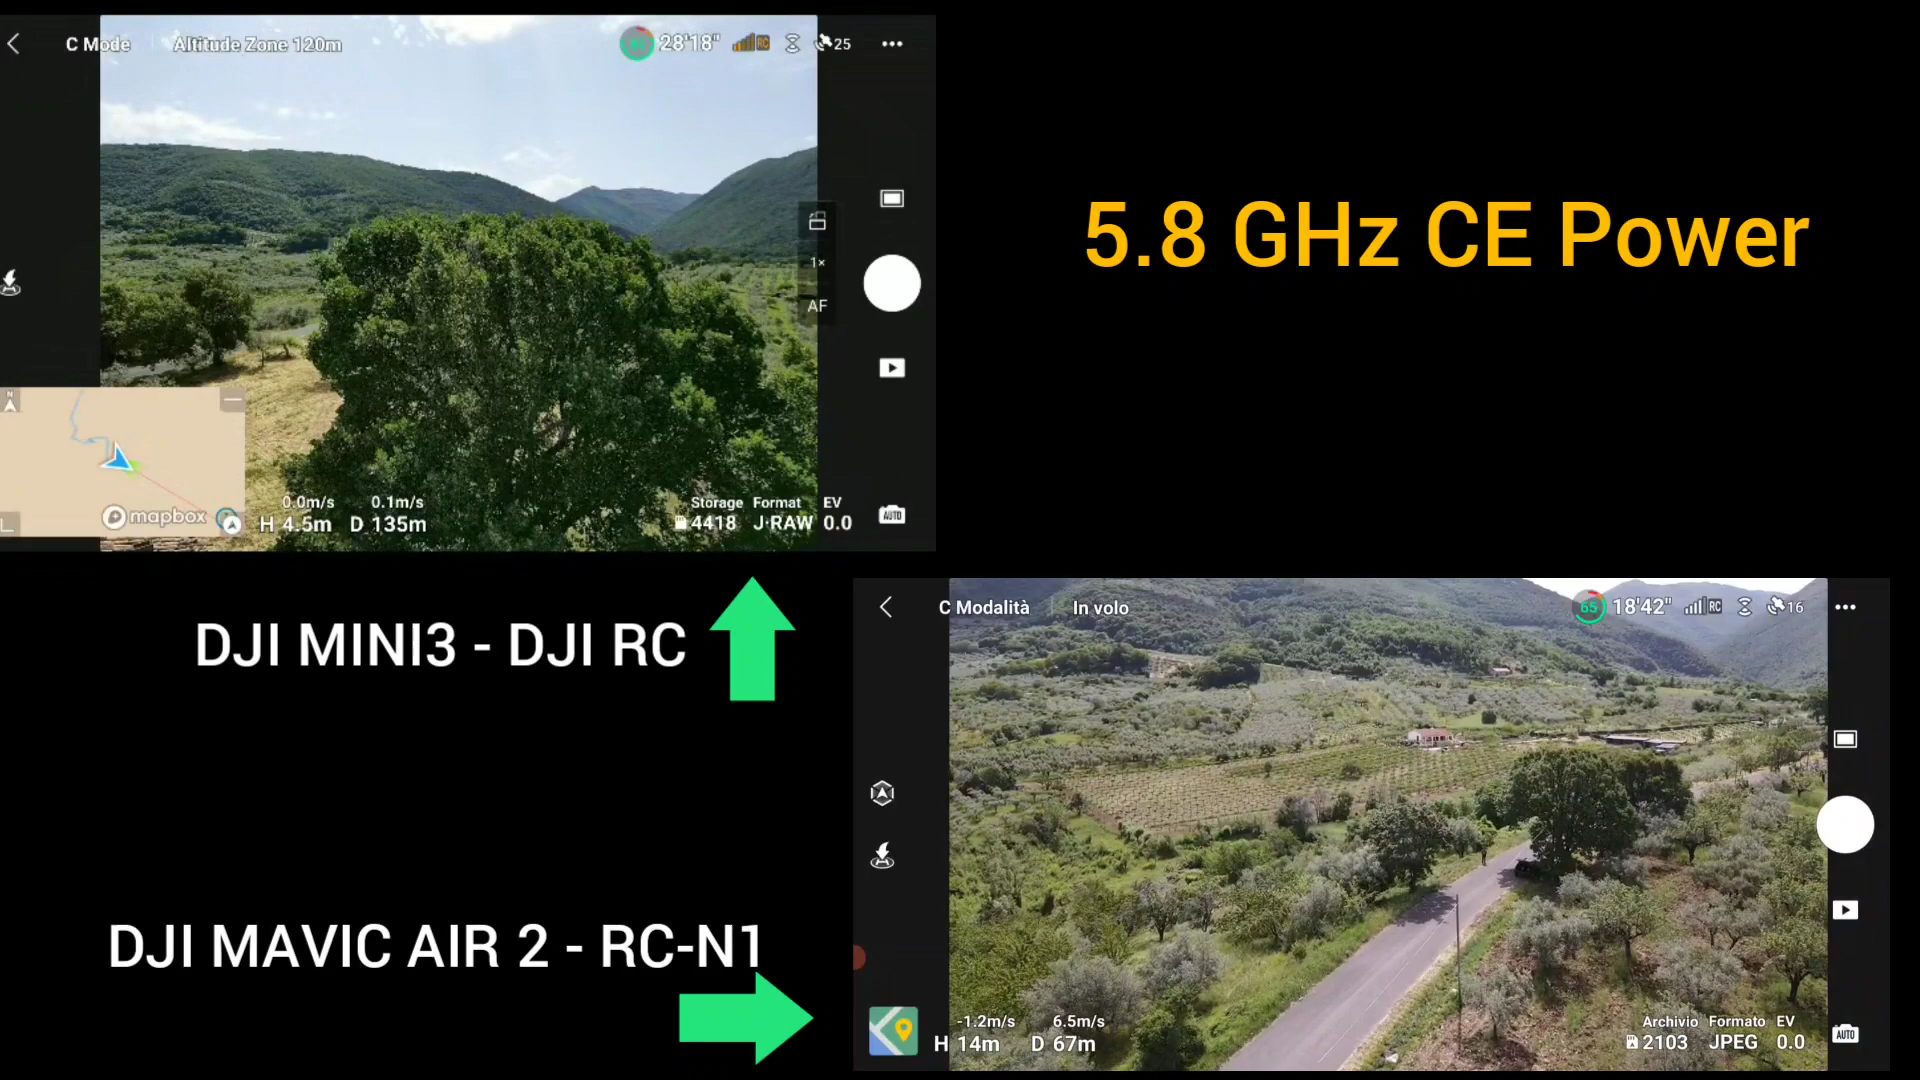 C Mode Altitude Zone 120m 28'18" RC 25
5.8 GHz CE Power
1×
AF
N
mapbox
0.0m/s 0.1m/s
H 4.5m D 135m
Storage Format EV
4418 J·RAW 0.0
AUTO
DJI MINI3 - DJI RC
C Modalità In volo 65 18'42" RC 16
DJI MAVIC AIR 2 - RC-N1
-1.2m/s 6.5m/s
H 14m D 67m
Archivio Formato EV
2103 JPEG 0.0
AUTO